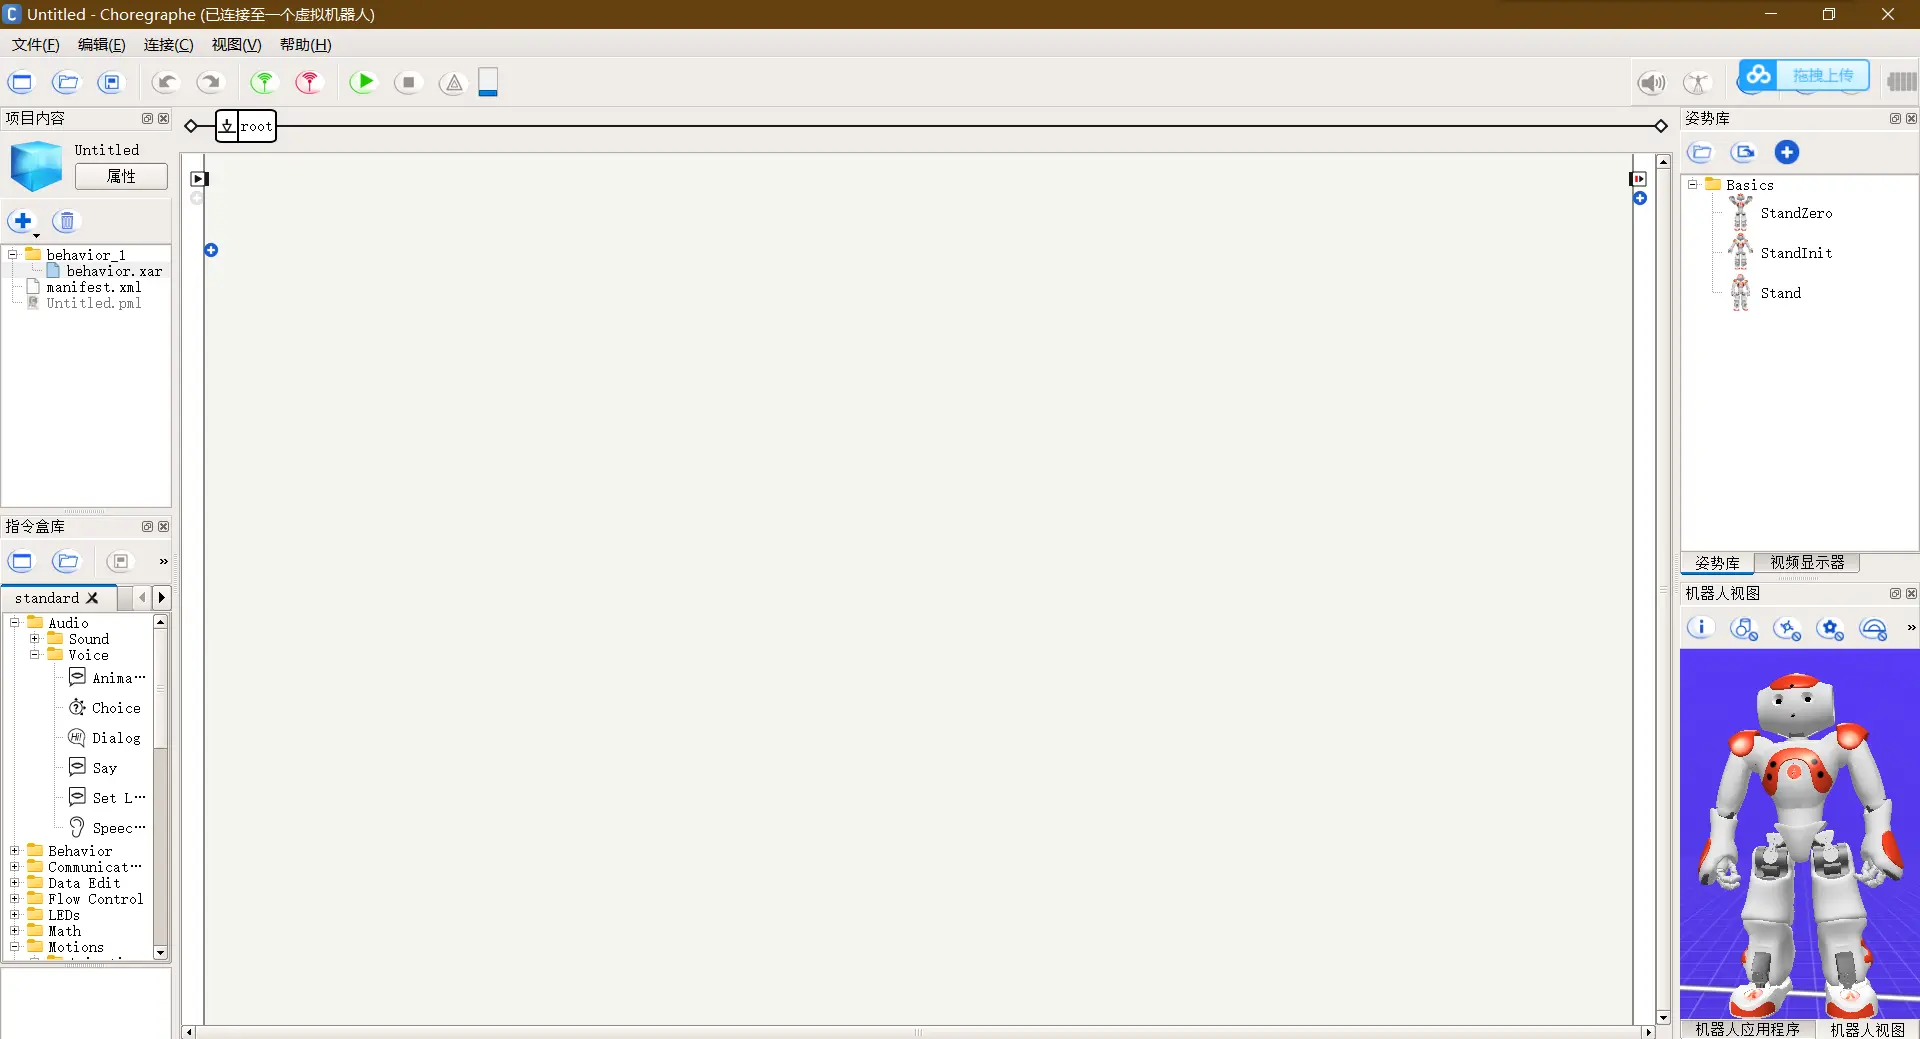 Untitled - Choregraphe (已连接至一个虚拟机器人)
文件(F) 编辑(E) 连接(C) 视图(V) 帮助(H)
拖拽上传
项目内容
Untitled
属性
behavior_1
behavior.xar
manifest.xml
Untitled.pml
指令盒库
»
standard
Audio
Sound
Voice
Anima…
Choice
Hi!
Dialog
Say
Set L…
Speec…
Behavior
Communicat…
Data Edit
Flow Control
LEDs
Math
Motions
root
姿势库
Basics
StandZero
StandInit
Stand
姿势库 视频显示器
机器人视图
»
机器人应用程序 机器人视图